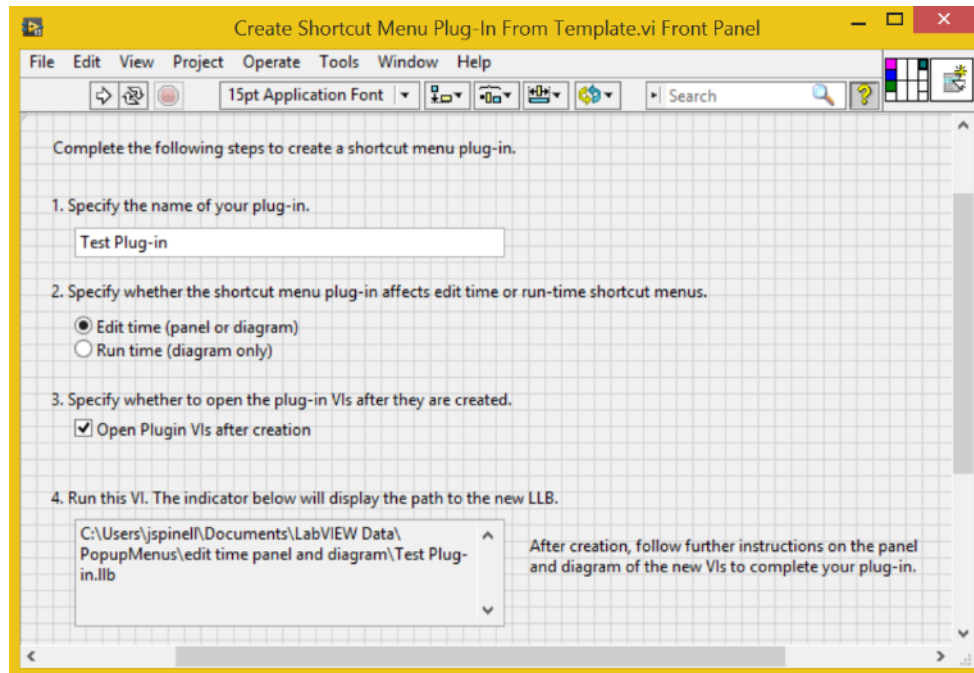 Create Shortcut Menu Plug-In From Template.vi Front Panel
File Edit View Project Operate Tools Window Help
15pt Application Font Search
Complete the following steps to create a shortcut menu plug-in.
1. Specify the name of your plug-in.
Test Plug-in
2. Specify whether the shortcut menu plug-in affects edit time or run-time shortcut menus.
Edit time (panel or diagram)
Run time (diagram only)
3. Specify whether to open the plug-in VIs after they are created.
Open Plugin VIs after creation
4. Run this VI. The indicator below will display the path to the new LLB.
C:\Users\jspinell\Documents\LabVIEW Data\
PopupMenus\edit time panel and diagram\Test Plug-
in.llb
After creation, follow further instructions on the panel
and diagram of the new VIs to complete your plug-in.